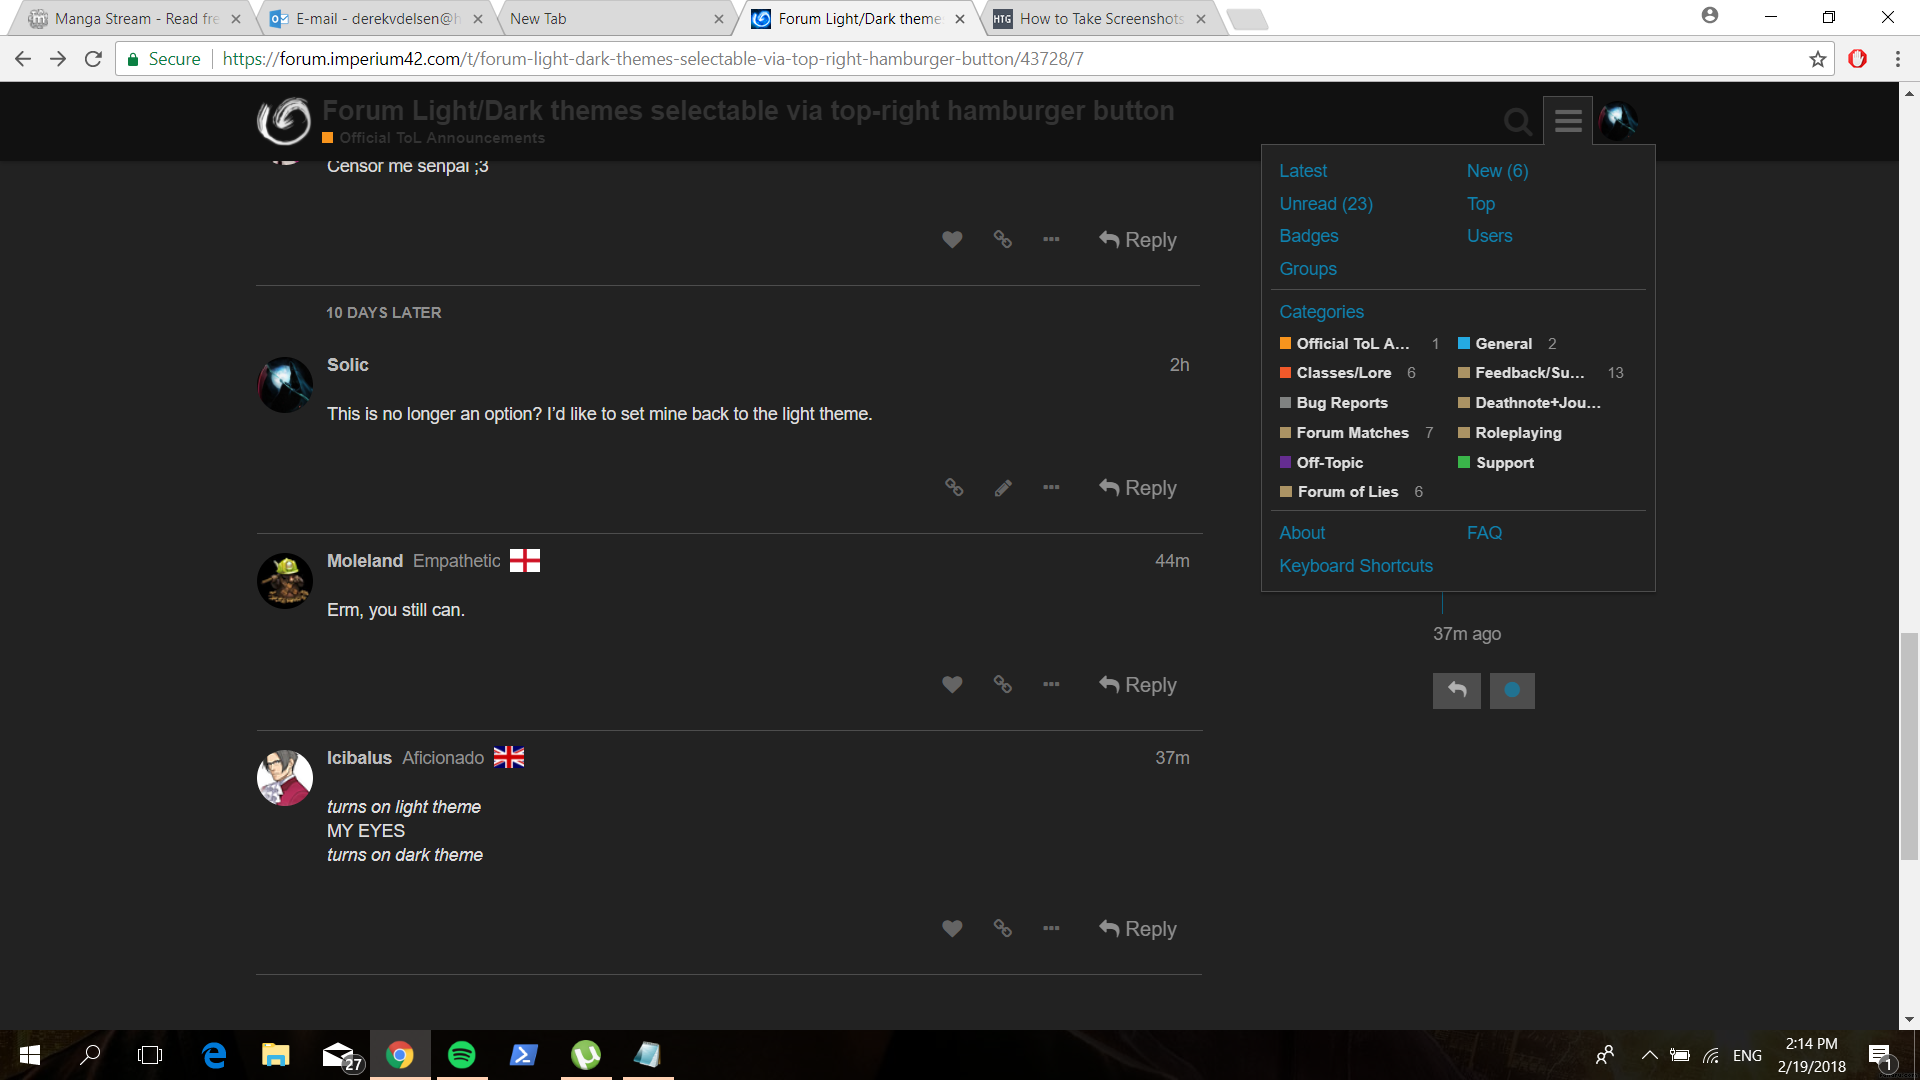 Manga Stream - Read fre
E-mail - derekvdelsen@h
New Tab
Forum Light/Dark theme
HTG How to Take Screenshots
Secure https://forum.imperium42.com/t/forum-light-dark-themes-selectable-via-top-right-hamburger-button/43728/7
Forum Light/Dark themes selectable via top-right hamburger button
Official ToL Announcements
Censor me senpai ;3
Reply
10 DAYS LATER
Solic 2h
This is no longer an option? I'd like to set mine back to the light theme.
Reply
Moleland Empathetic 44m
Erm, you still can.
Reply
Icibalus Aficionado 37m
turns on light theme
MY EYES
turns on dark theme
Reply
Latest New (6)
Unread (23) Top
Badges Users
Groups
Categories
Official ToL A... 1 General 2
Classes/Lore 6 Feedback/Su... 13
Bug Reports Deathnote+Jou...
Forum Matches 7 Roleplaying
Off-Topic Support
Forum of Lies 6
About FAQ
Keyboard Shortcuts
37m ago
27
ENG
2:14 PM
2/19/2018
1